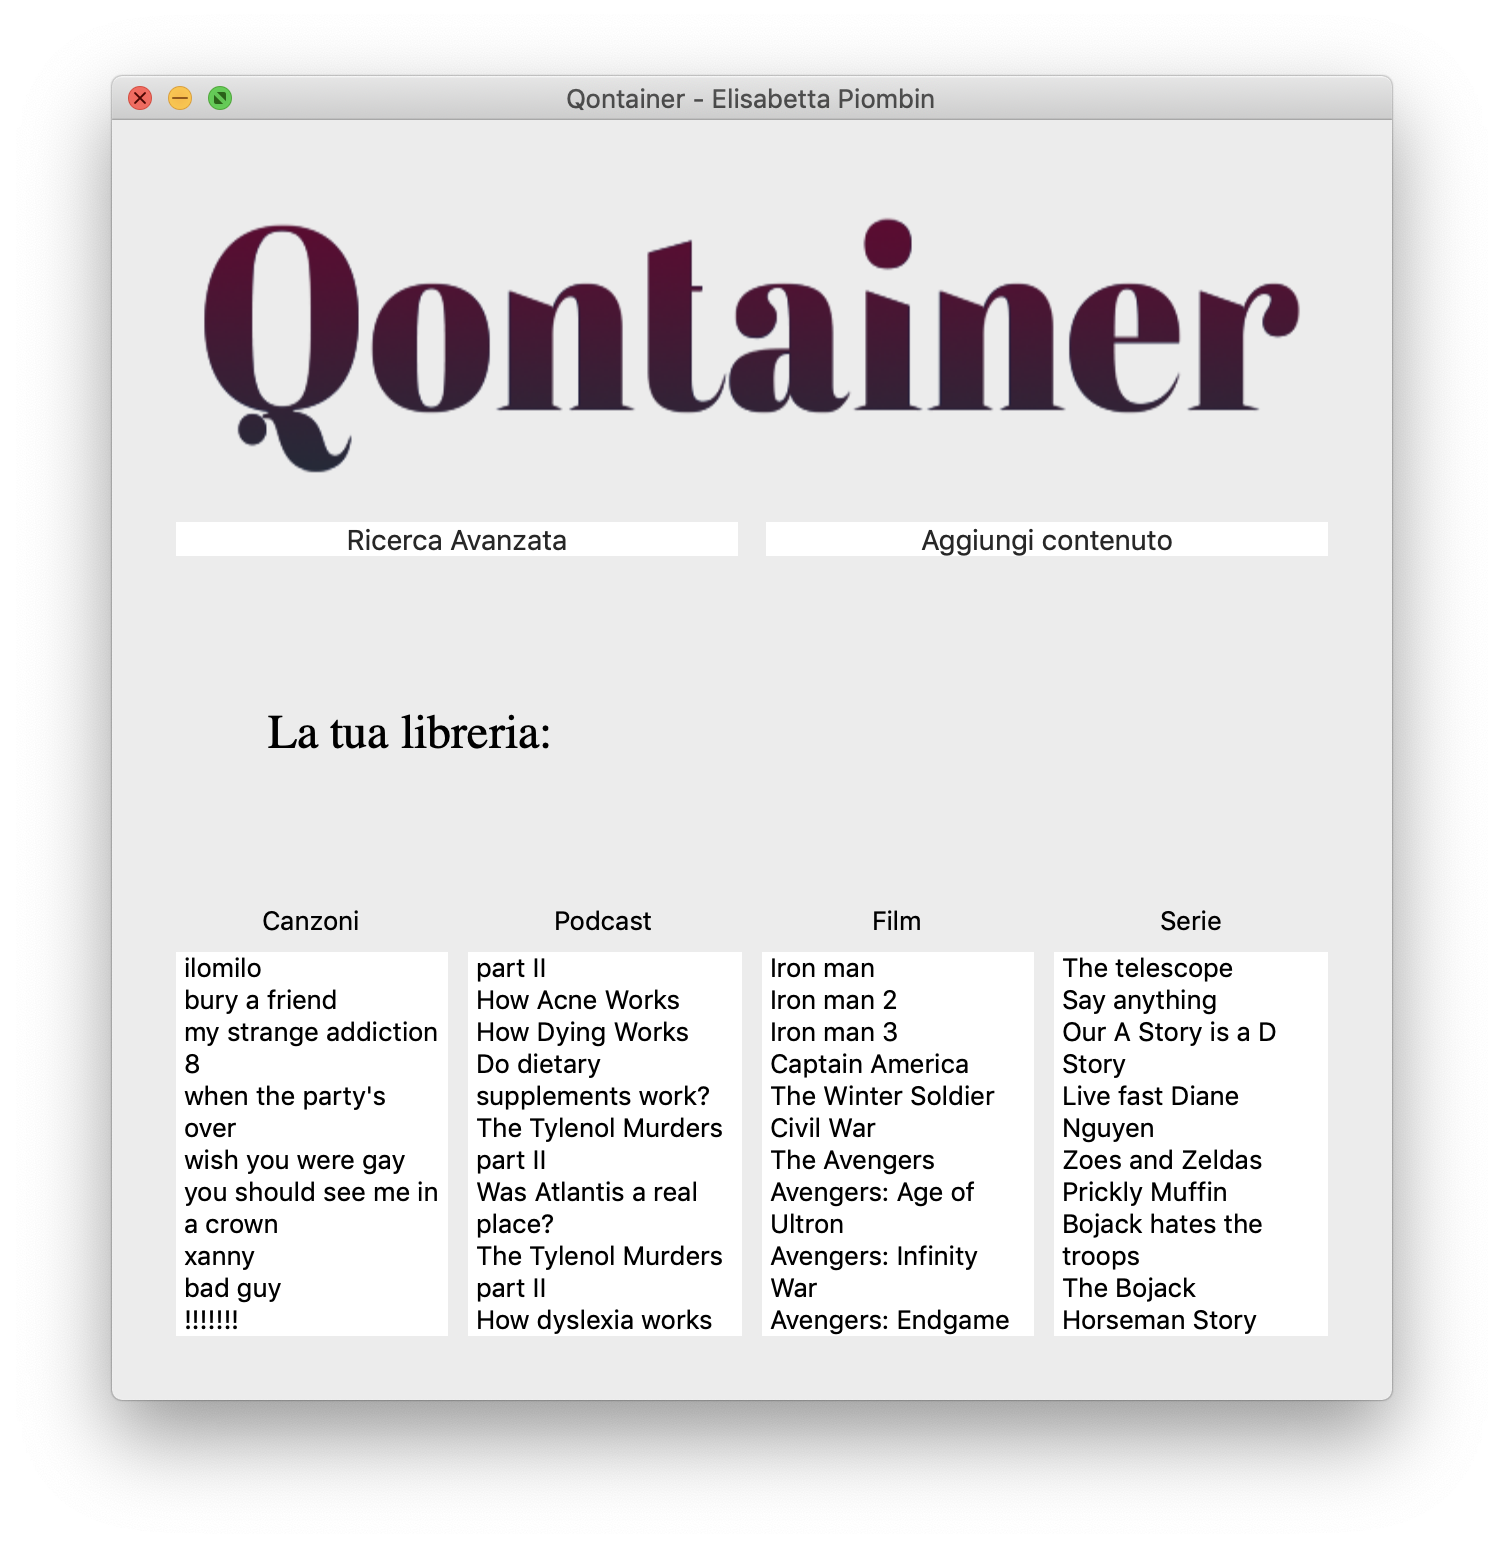 Qontainer - Elisabetta Piombin
Qontainer
Ricerca Avanzata
Aggiungi contenuto
La tua libreria:
Canzoni
ilomilo
bury a friend
my strange addiction
8
when the party's
over
wish you were gay
you should see me in
a crown
xanny
bad guy
!!!!!!!
Podcast
part II
How Acne Works
How Dying Works
Do dietary
supplements work?
The Tylenol Murders
part II
Was Atlantis a real
place?
The Tylenol Murders
part II
How dyslexia works
Film
Iron man
Iron man 2
Iron man 3
Captain America
The Winter Soldier
Civil War
The Avengers
Avengers: Age of
Ultron
Avengers: Infinity
War
Avengers: Endgame
Serie
The telescope
Say anything
Our A Story is a D
Story
Live fast Diane
Nguyen
Zoes and Zeldas
Prickly Muffin
Bojack hates the
troops
The Bojack
Horseman Story